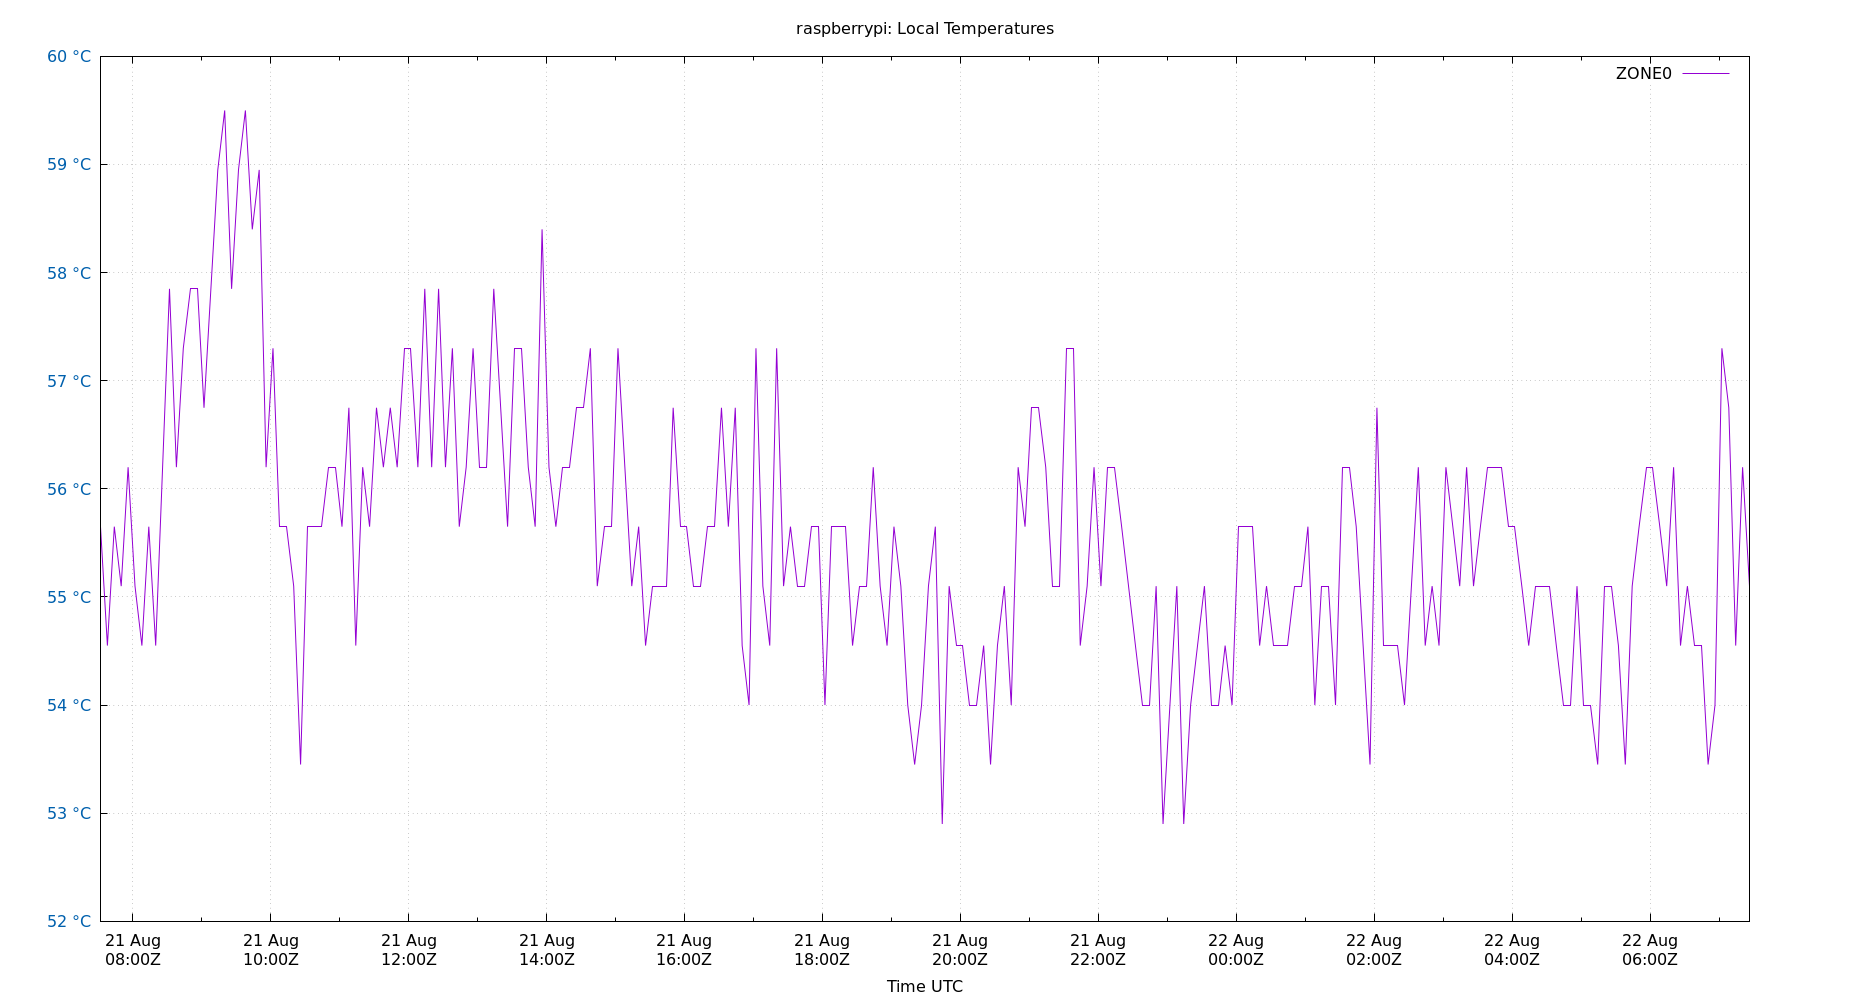 raspberrypi: Local Temperatures
60 °C
ZONE0
59 °C
58 °C
57 °C
56 °C
55 °C
54 °C
53 °C
52 °C
21 Aug 21 Aug 21 Aug 21 Aug 21 Aug 21 Aug 21 Aug 21 Aug 22 Aug 22 Aug 22 Aug 22 Aug
08:00Z 10:00Z 12:00Z 14:00Z 16:00Z 18:00Z 20:00Z 22:00Z 00:00Z 02:00Z 04:00Z 06:00Z
Time UTC